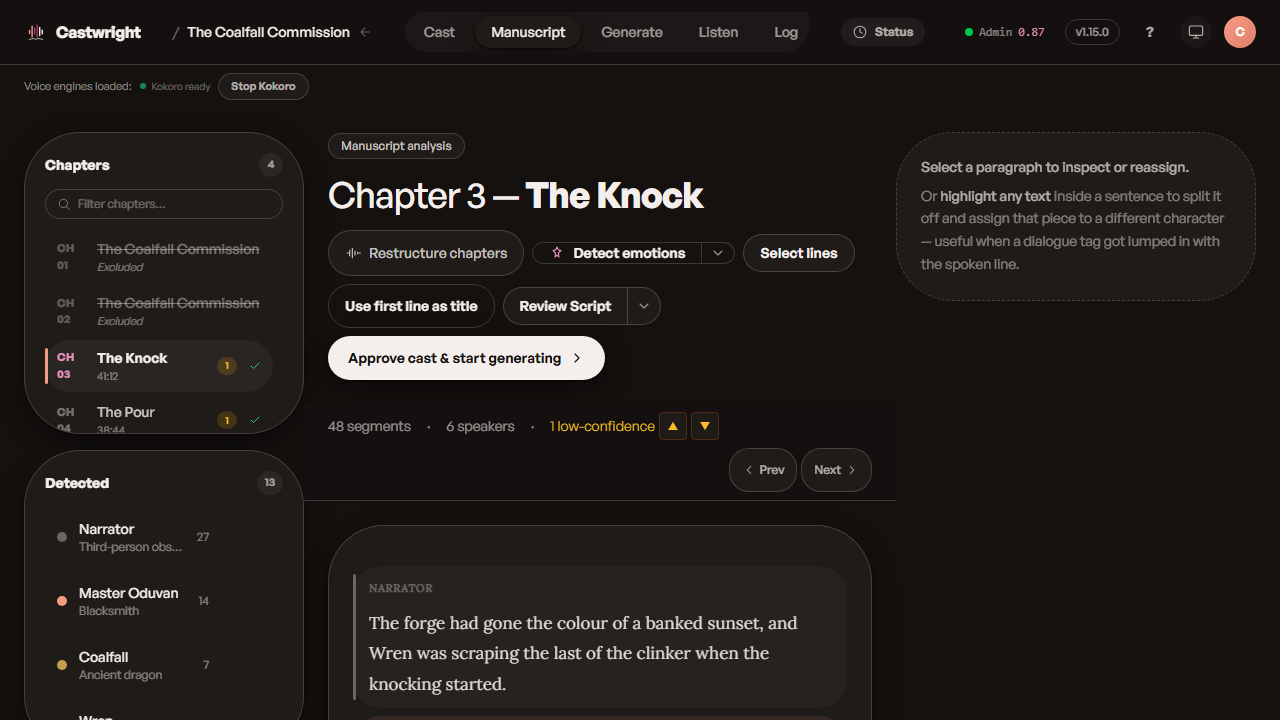 Castwright
/ The Coalfall Commission ←
Cast
Manuscript
Generate
Listen
Log
Status
Admin 0.87
v1.15.0
?
C
Voice engines loaded:
Kokoro ready
Stop Kokoro
Chapters
4
Filter chapters...
CH 01
The Coalfall Commission
Excluded
CH 02
The Coalfall Commission
Excluded
CH 03
The Knock
41:12
1
CH 04
The Pour
38:44
1
Detected
13
Narrator
Third-person obs...
27
Master Oduvan
Blacksmith
14
Coalfall
Ancient dragon
7
Wren
Manuscript analysis
Chapter 3 — The Knock
Restructure chapters
Detect emotions
Select lines
Use first line as title
Review Script
Approve cast & start generating
48 segments · 6 speakers · 1 low-confidence ▲ ▼
Prev
Next
NARRATOR
The forge had gone the colour of a banked sunset, and
Wren was scraping the last of the clinker when the
knocking started.
Select a paragraph to inspect or reassign.
Or highlight any text inside a sentence to split it
off and assign that piece to a different character
— useful when a dialogue tag got lumped in with
the spoken line.